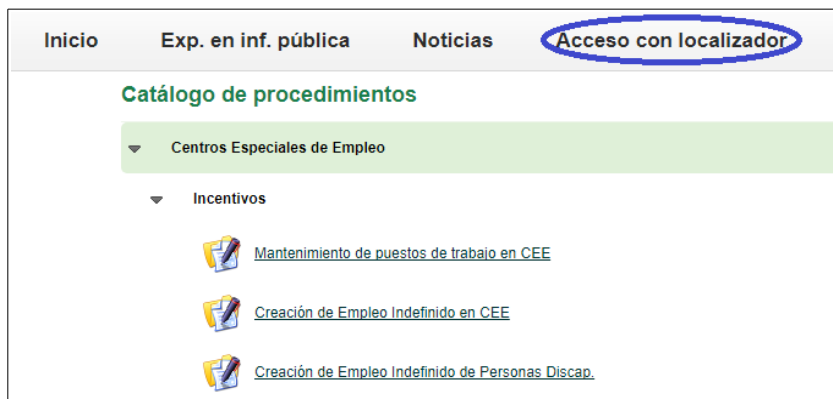 Inicio Exp. en inf. pública Noticias Acceso con localizador
Catálogo de procedimientos
Centros Especiales de Empleo
Incentivos
Mantenimiento de puestos de trabajo en CEE
Creación de Empleo Indefinido en CEE
Creación de Empleo Indefinido de Personas Discap.